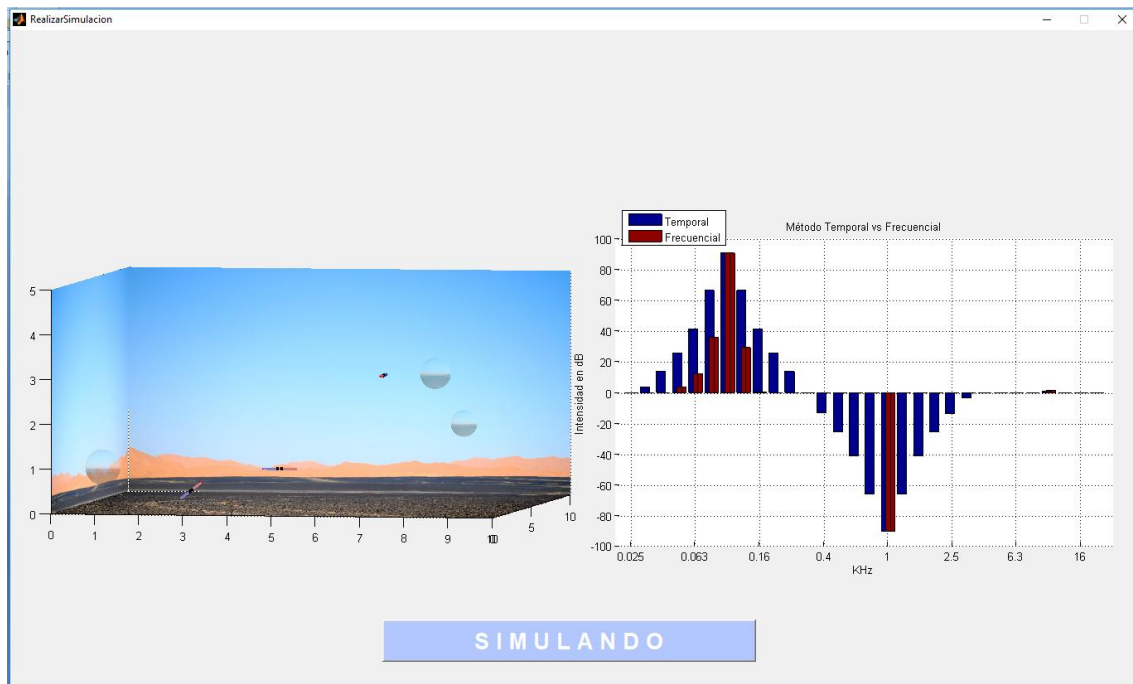 RealizarSimulacion
Temporal
Frecuencial
Método Temporal vs Frecuencial
100
80
60
40
20
0
-20
-40
-60
-80
-100
Intensidad en dB
0.025 0.063 0.16 0.4 1 2.5 6.3 16
KHz
5
4
3
2
1
0
0 1 2 3 4 5 6 7 8 9 10
0 5 10
SIMULANDO